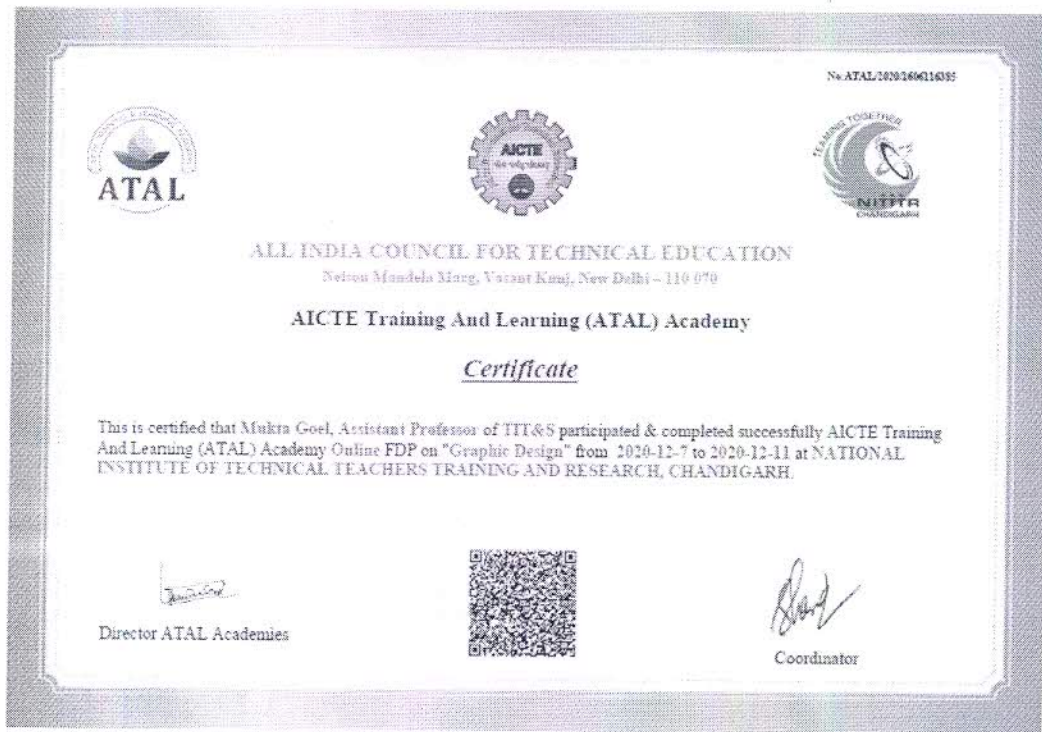 No.ATAL/2020/1606116385
ATAL
AICTE
TEAMING TOGETHER
NITTTR
CHANDIGARH
ALL INDIA COUNCIL FOR TECHNICAL EDUCATION
Nelson Mandela Marg, Vasant Kunj, New Delhi – 110 070
AICTE Training And Learning (ATAL) Academy
Certificate
This is certified that Mukta Goel, Assistant Professor of TIT&S participated & completed successfully AICTE Training
And Learning (ATAL) Academy Online FDP on "Graphic Design" from 2020-12-7 to 2020-12-11 at NATIONAL
INSTITUTE OF TECHNICAL TEACHERS TRAINING AND RESEARCH, CHANDIGARH.
Director ATAL Academies
Coordinator